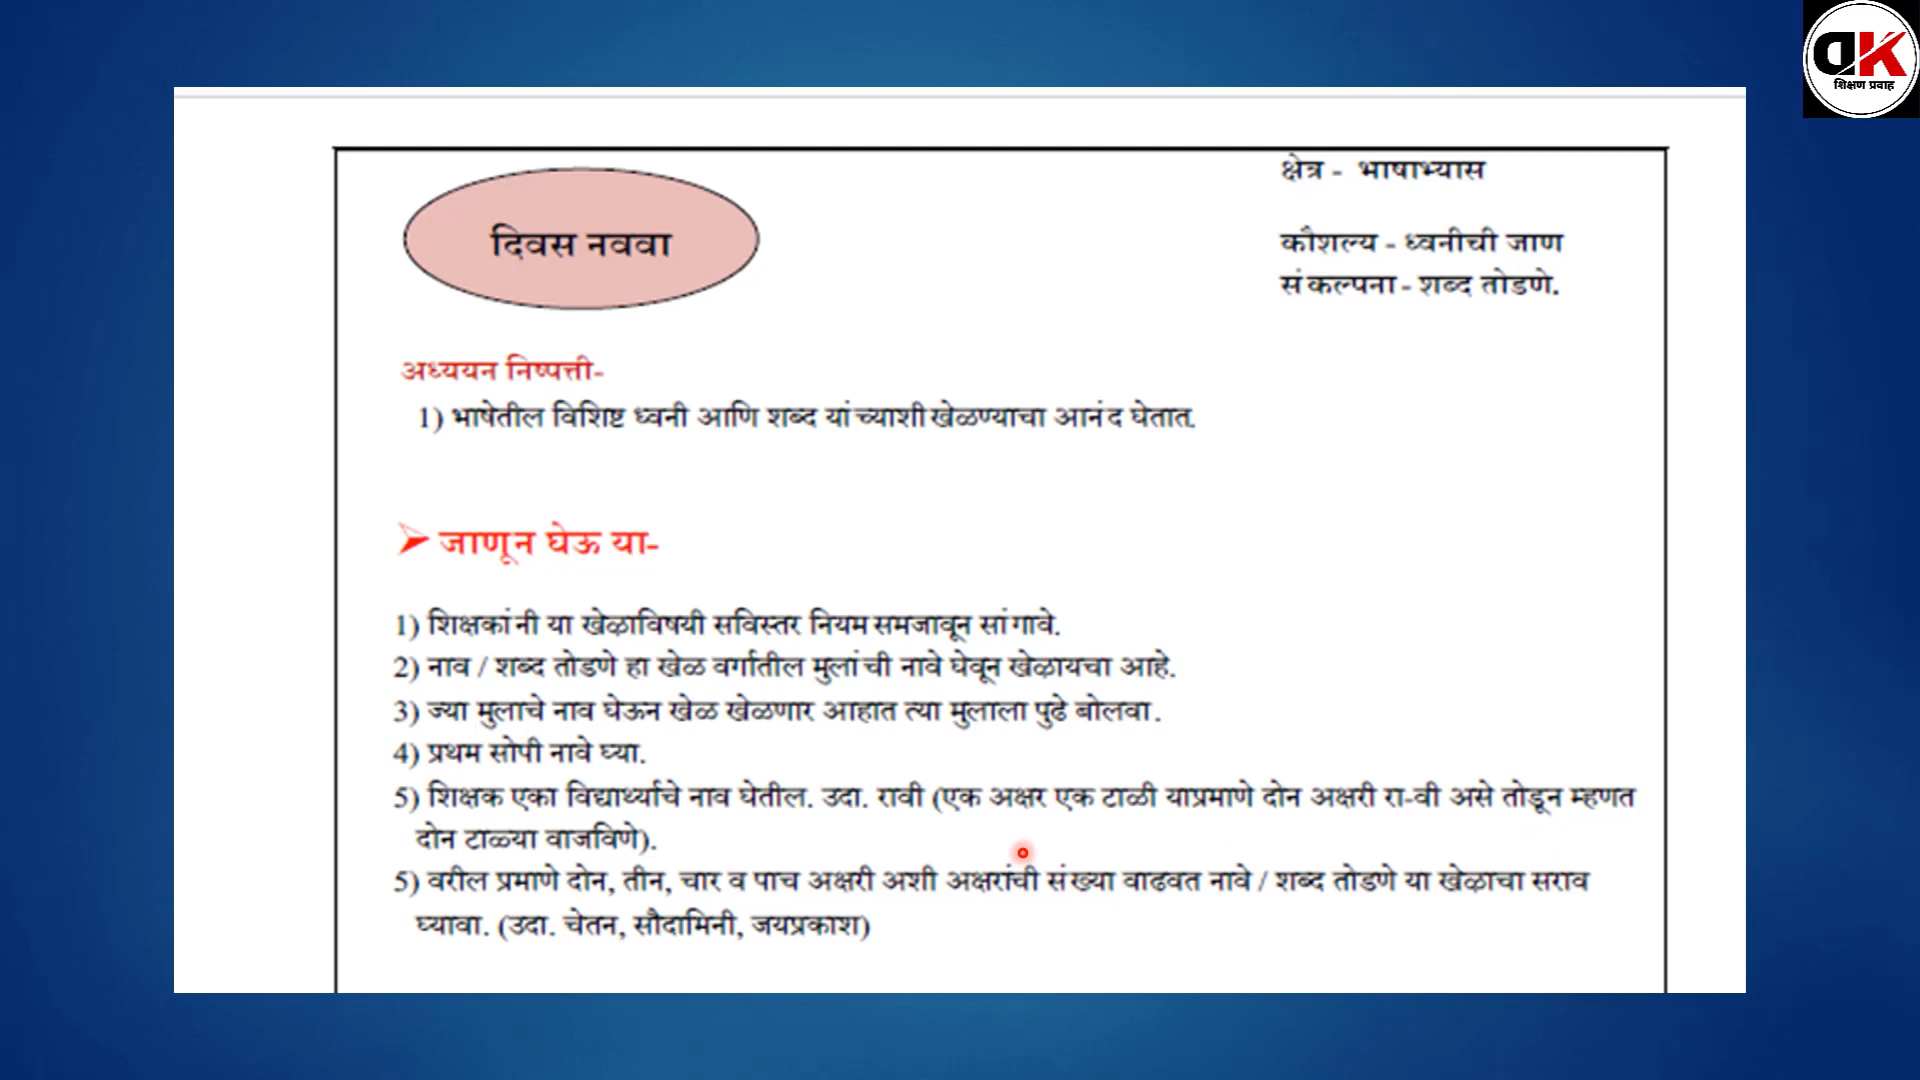 DK
शिक्षण प्रवाह
क्षेत्र - भाषाभ्यास
दिवस नववा
कौशल्य - ध्वनीची जाण
संकल्पना - शब्द तोडणे.
अध्ययन निष्पत्ती-
1) भाषेतील विशिष्ट ध्वनी आणि शब्द यांच्याशी खेळण्याचा आनंद घेतात.
➢ जाणून घेऊ या-
1) शिक्षकांनी या खेळाविषयी सविस्तर नियम समजावून सांगावे.
2) नाव / शब्द तोडणे हा खेळ वर्गातील मुलांची नावे घेवून खेळायचा आहे.
3) ज्या मुलाचे नाव घेऊन खेळ खेळणार आहात त्या मुलाला पुढे बोलवा.
4) प्रथम सोपी नावे घ्या.
5) शिक्षक एका विद्यार्थ्याचे नाव घेतील. उदा. रावी (एक अक्षर एक टाळी याप्रमाणे दोन अक्षरी रा-वी असे तोडून म्हणत
दोन टाळ्या वाजविणे).
5) वरील प्रमाणे दोन, तीन, चार व पाच अक्षरी अशी अक्षरांची संख्या वाढवत नावे / शब्द तोडणे या खेळाचा सराव
घ्यावा. (उदा. चेतन, सौदामिनी, जयप्रकाश)